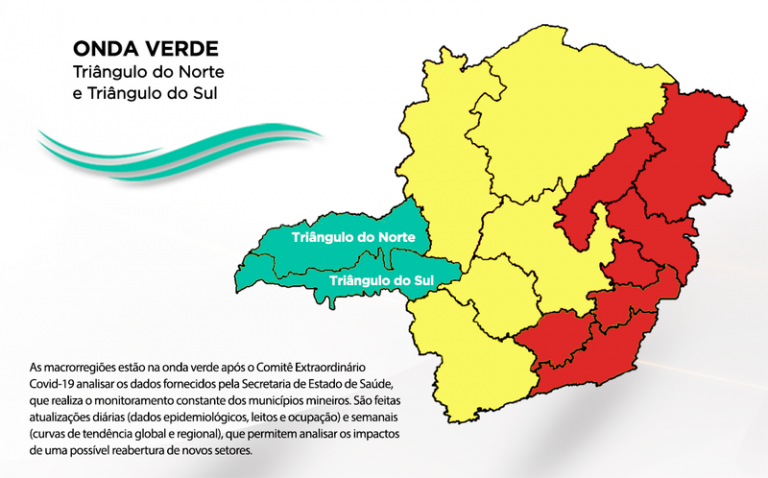 ONDA VERDE
Triângulo do Norte
e Triângulo do Sul
Triângulo do Norte
Triângulo do Sul
As macrorregiões estão na onda verde após o Comitê Extraordinário
Covid-19 analisar os dados fornecidos pela Secretaria de Estado de Saúde,
que realiza o monitoramento constante dos municípios mineiros. São feitas
atualizações diárias (dados epidemiológicos, leitos e ocupação) e semanais
(curvas de tendência global e regional), que permitem analisar os impactos
de uma possível reabertura de novos setores.